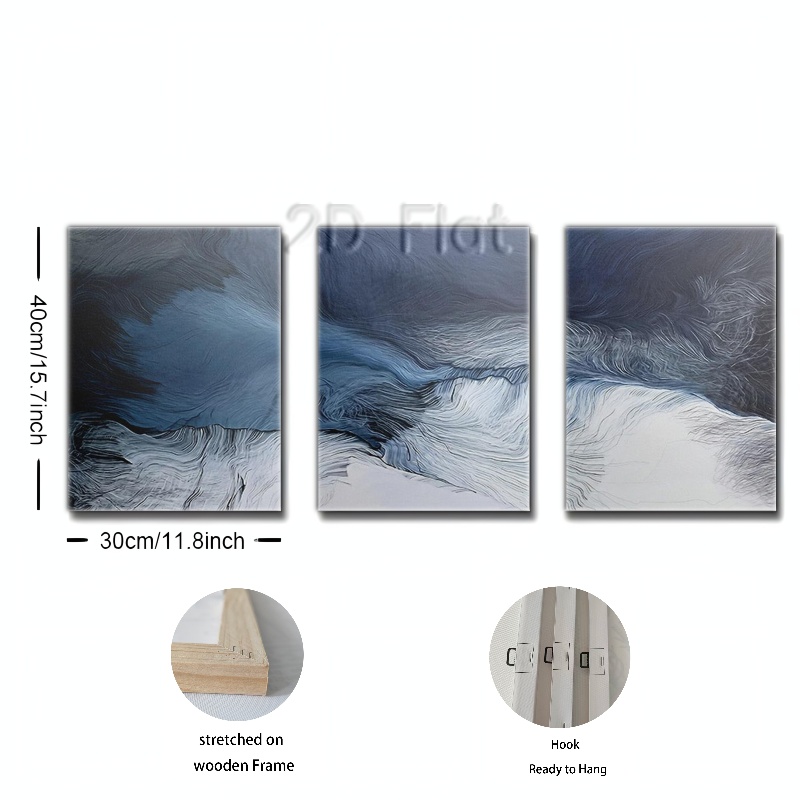 2D Flat
40cm/15.7inch
30cm/11.8inch
stretched on
wooden Frame
Hook
Ready to Hang